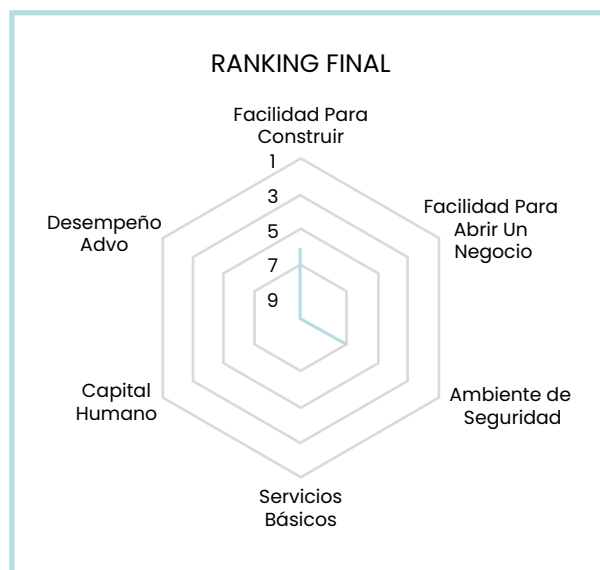 RANKING FINAL
Facilidad Para
Construir
1
3
5
7
9
Facilidad Para
Abrir Un
Negocio
Desempeño
Advo
Capital
Humano
Ambiente de
Seguridad
Servicios
Básicos